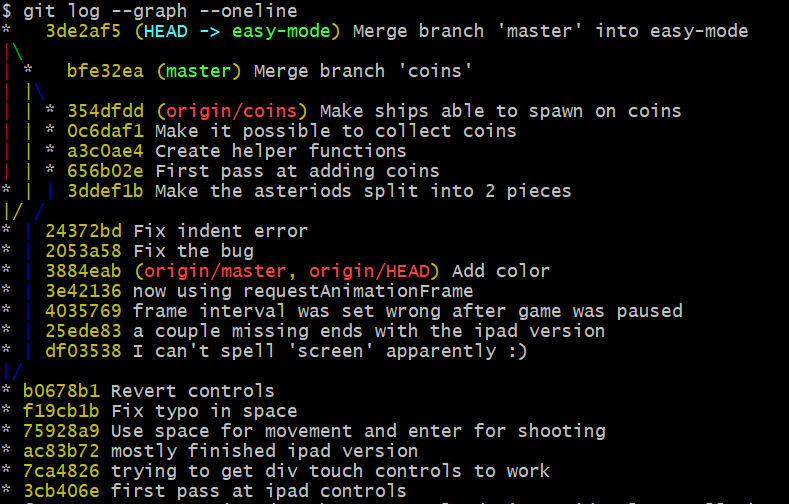 $ git log --graph --oneline
*   3de2af5 (HEAD -> easy-mode) Merge branch 'master' into easy-mode
|\
| *   bfe32ea (master) Merge branch 'coins'
| |\
| | * 354dfdd (origin/coins) Make ships able to spawn on coins
| | * 0c6daf1 Make it possible to collect coins
| | * a3c0ae4 Create helper functions
| | * 656b02e First pass at adding coins
* | | 3ddef1b Make the asteriods split into 2 pieces
|/ /
* | 24372bd Fix indent error
* | 2053a58 Fix the bug
* | 3884eab (origin/master, origin/HEAD) Add color
* | 3e42136 now using requestAnimationFrame
* | 4035769 frame interval was set wrong after game was paused
* | 25ede83 a couple missing ends with the ipad version
* | df03538 I can't spell 'screen' apparently :)
|/
* b0678b1 Revert controls
* f19cb1b Fix typo in space
* 75928a9 Use space for movement and enter for shooting
* ac83b72 mostly finished ipad version
* 7ca4826 trying to get div touch controls to work
* 3cb406e first pass at ipad controls